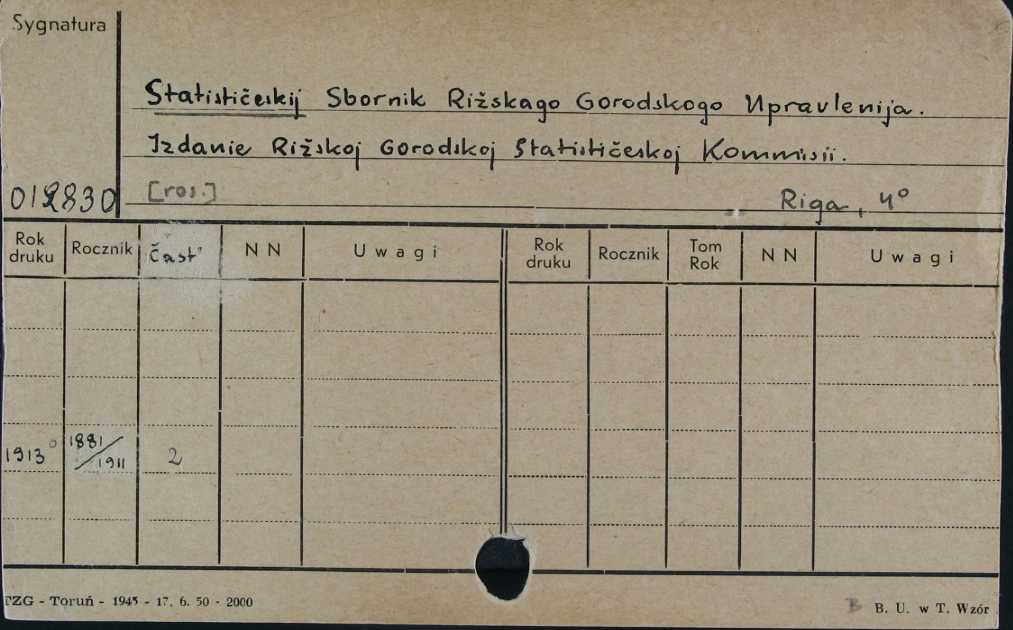 Sygnatura
Statističeskij Sbornik Rižskago Gorodskogo Upravlenija.
Izdanie Rižskoj Gorodskoj Statističeskoj Kommisii.
012830 [ros.] Riga, 4°
Rok druku Rocznik Čast' N N Uwagi Rok druku Rocznik Tom Rok N N Uwagi
1913° 1881/1911 2
TZG - Toruń - 1945 - 17. 6. 50 - 2000 B B. U. w T. Wzór